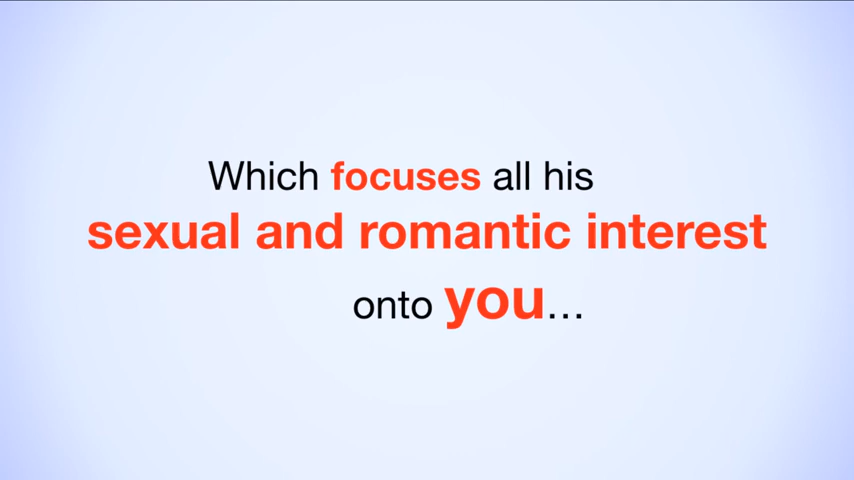 Which focuses all his
sexual and romantic interest
onto you...